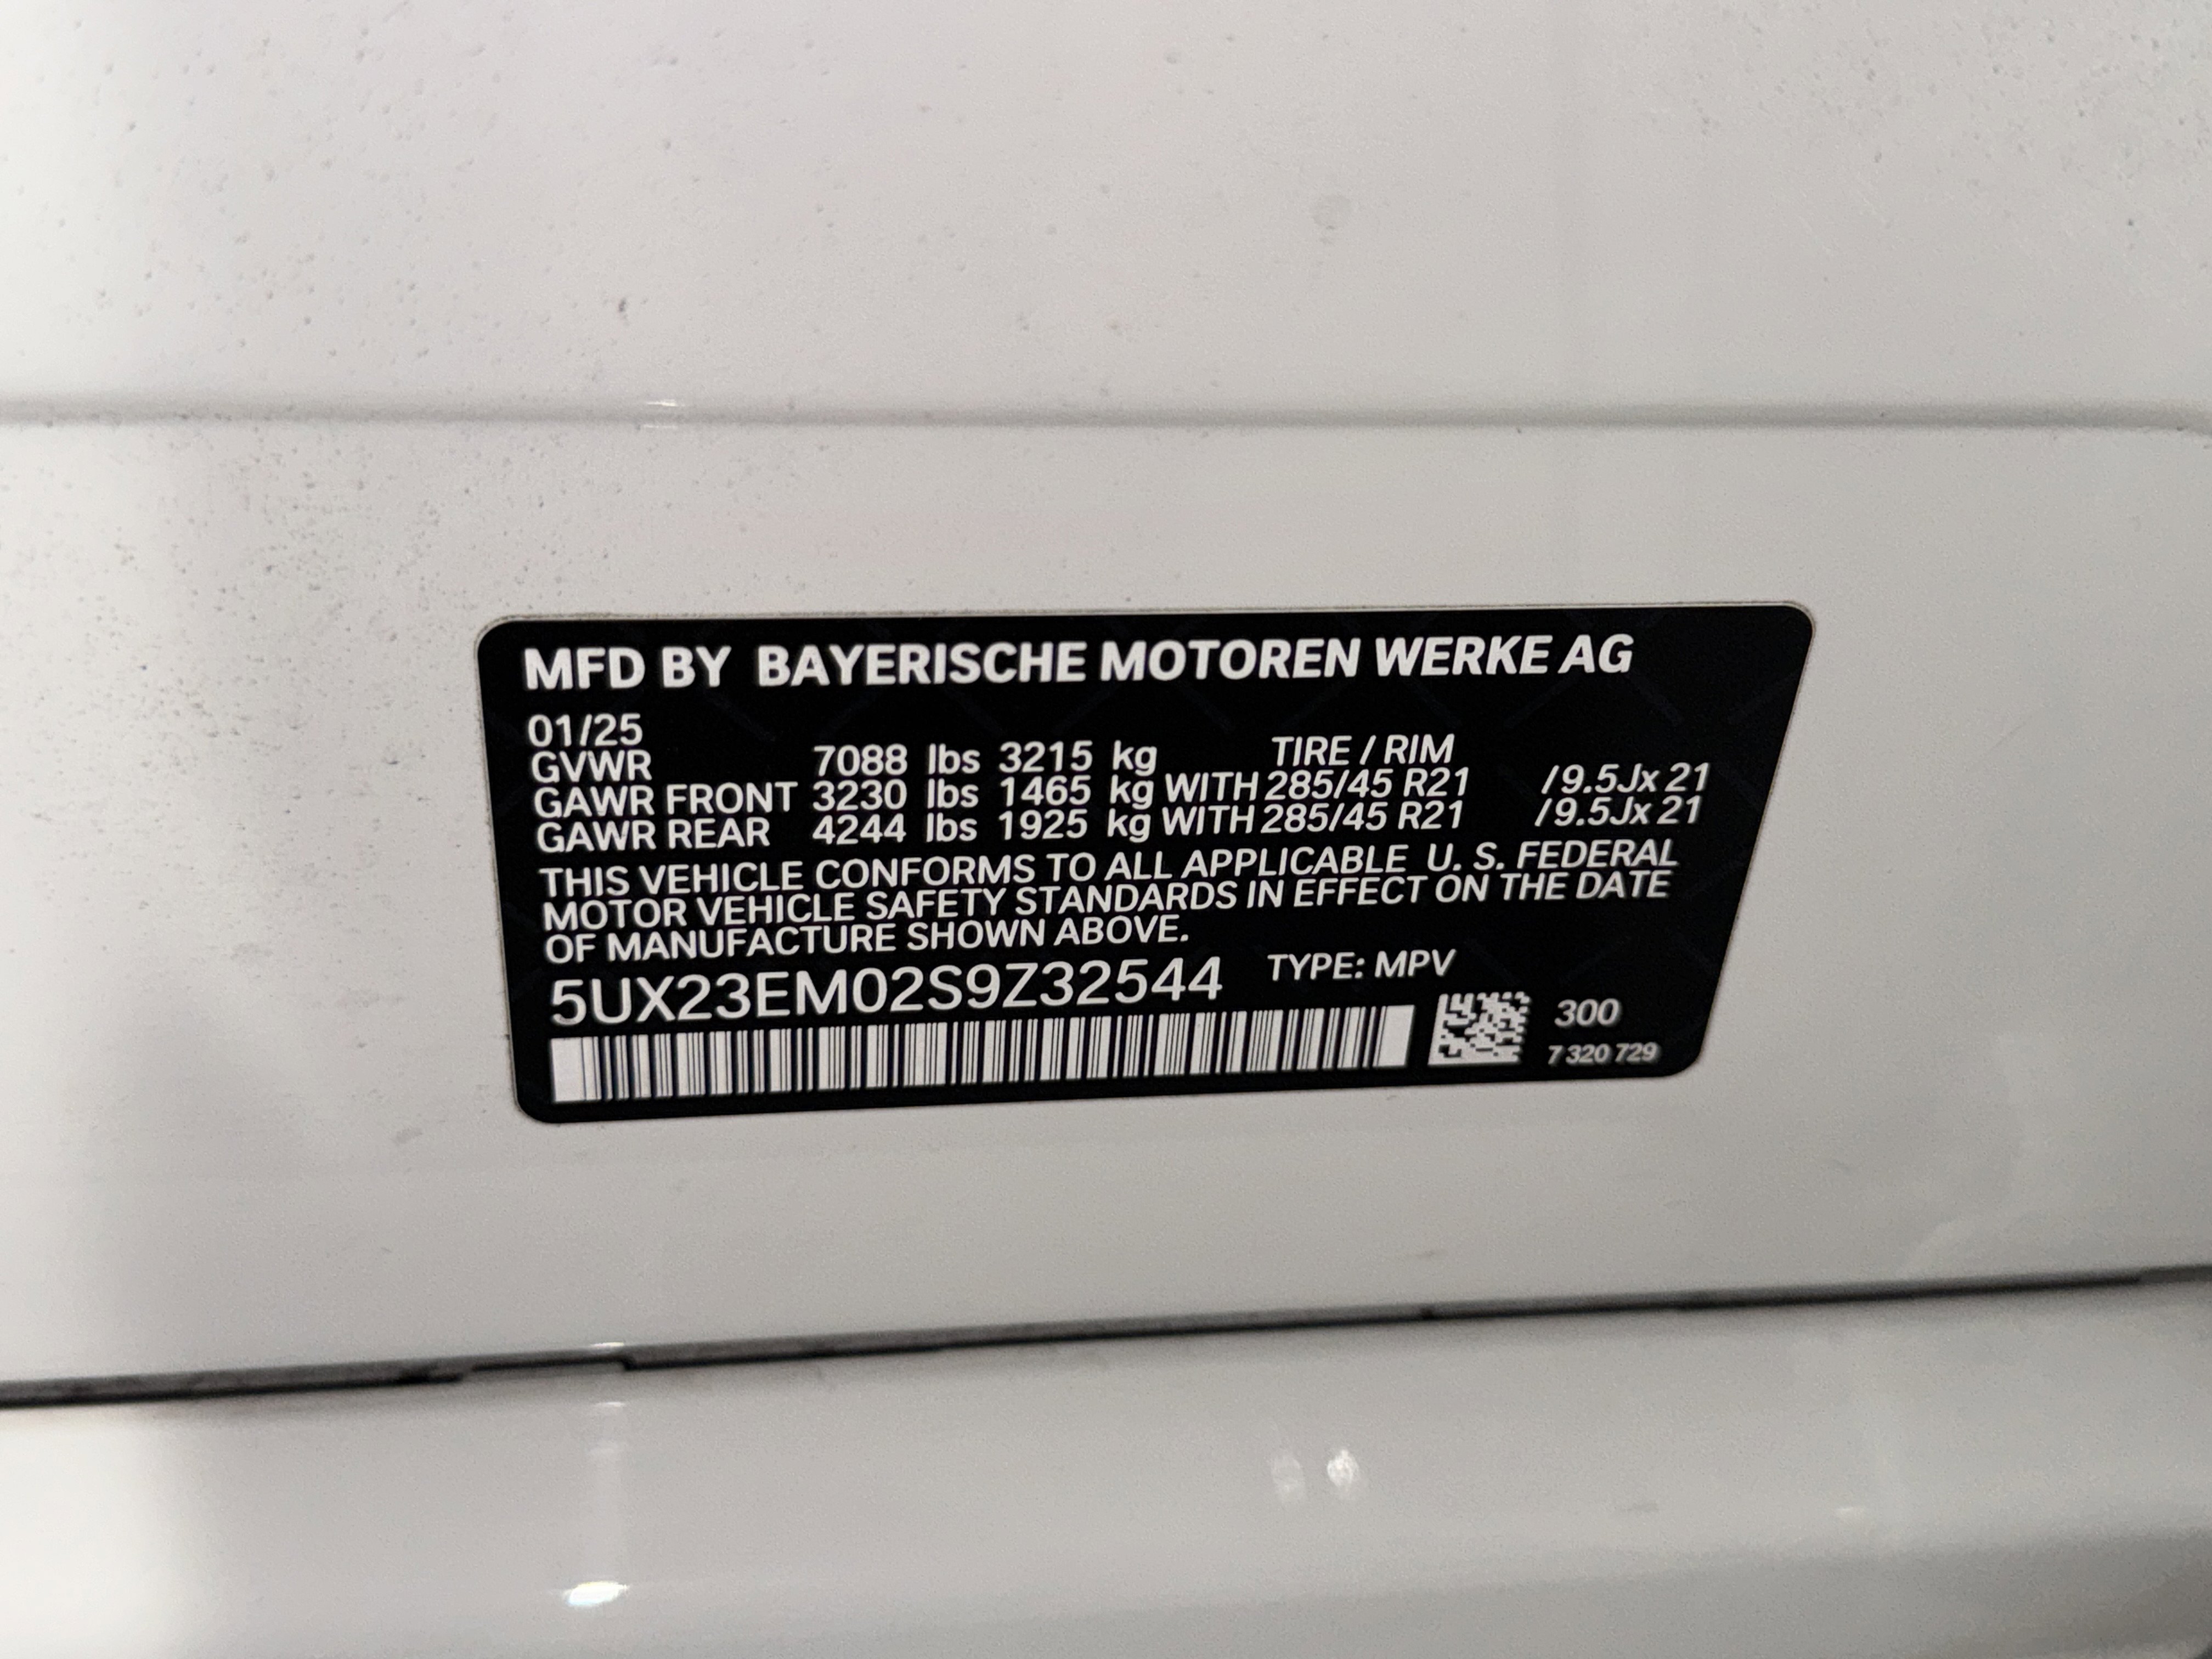 MFD BY BAYERISCHE MOTOREN WERKE AG
01/25
GVWR 7088 lbs 3215 kg TIRE / RIM
GAWR FRONT 3230 lbs 1465 kg WITH 285/45 R21 /9.5Jx 21
GAWR REAR 4244 lbs 1925 kg WITH 285/45 R21 /9.5Jx 21
THIS VEHICLE CONFORMS TO ALL APPLICABLE U. S. FEDERAL
MOTOR VEHICLE SAFETY STANDARDS IN EFFECT ON THE DATE
OF MANUFACTURE SHOWN ABOVE.
5UX23EM02S9Z32544 TYPE: MPV
300
7 320 729